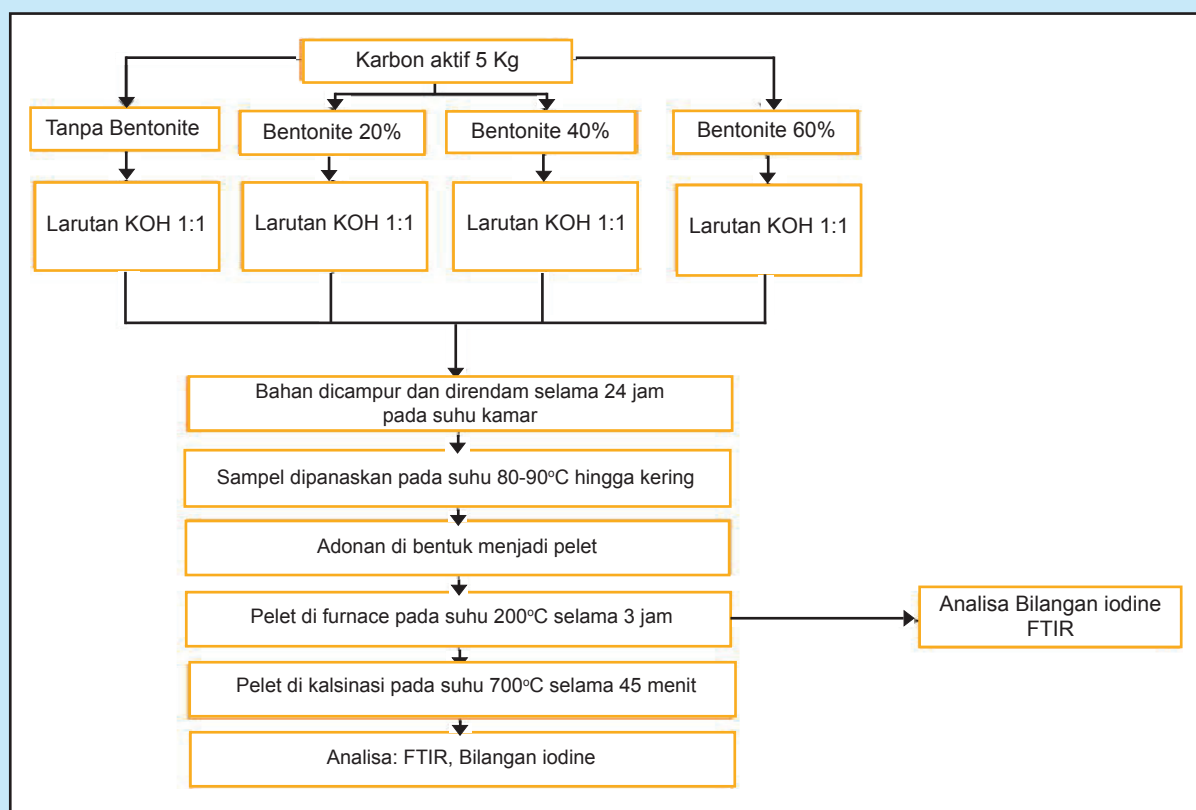 Karbon aktif 5 Kg
Tanpa Bentonite
Bentonite 20%
Bentonite 40%
Bentonite 60%
Larutan KOH 1:1
Larutan KOH 1:1
Larutan KOH 1:1
Larutan KOH 1:1
Bahan dicampur dan direndam selama 24 jam
pada suhu kamar
Sampel dipanaskan pada suhu 80-90°C hingga kering
Adonan di bentuk menjadi pelet
Pelet di furnace pada suhu 200°C selama 3 jam
Analisa Bilangan iodine
FTIR
Pelet di kalsinasi pada suhu 700°C selama 45 menit
Analisa: FTIR, Bilangan iodine